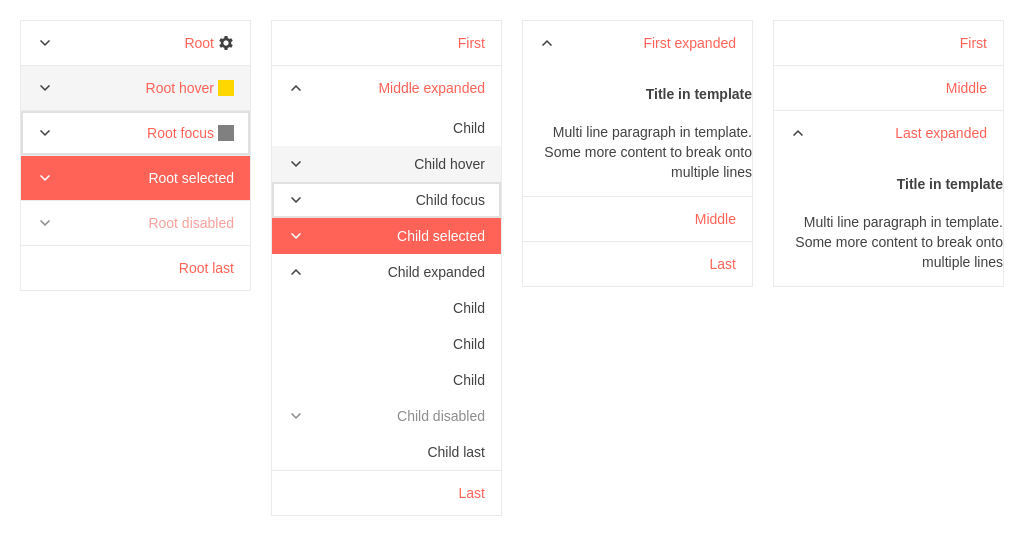 Root
Root hover
Root focus
Root selected
Root disabled
Root last
First
Middle expanded
Child
Child hover
Child focus
Child selected
Child expanded
Child
Child
Child
Child disabled
Child last
Last
First expanded
Title in template
Multi line paragraph in template.
Some more content to break onto
multiple lines
Middle
Last
First
Middle
Last expanded
Title in template
Multi line paragraph in template.
Some more content to break onto
multiple lines